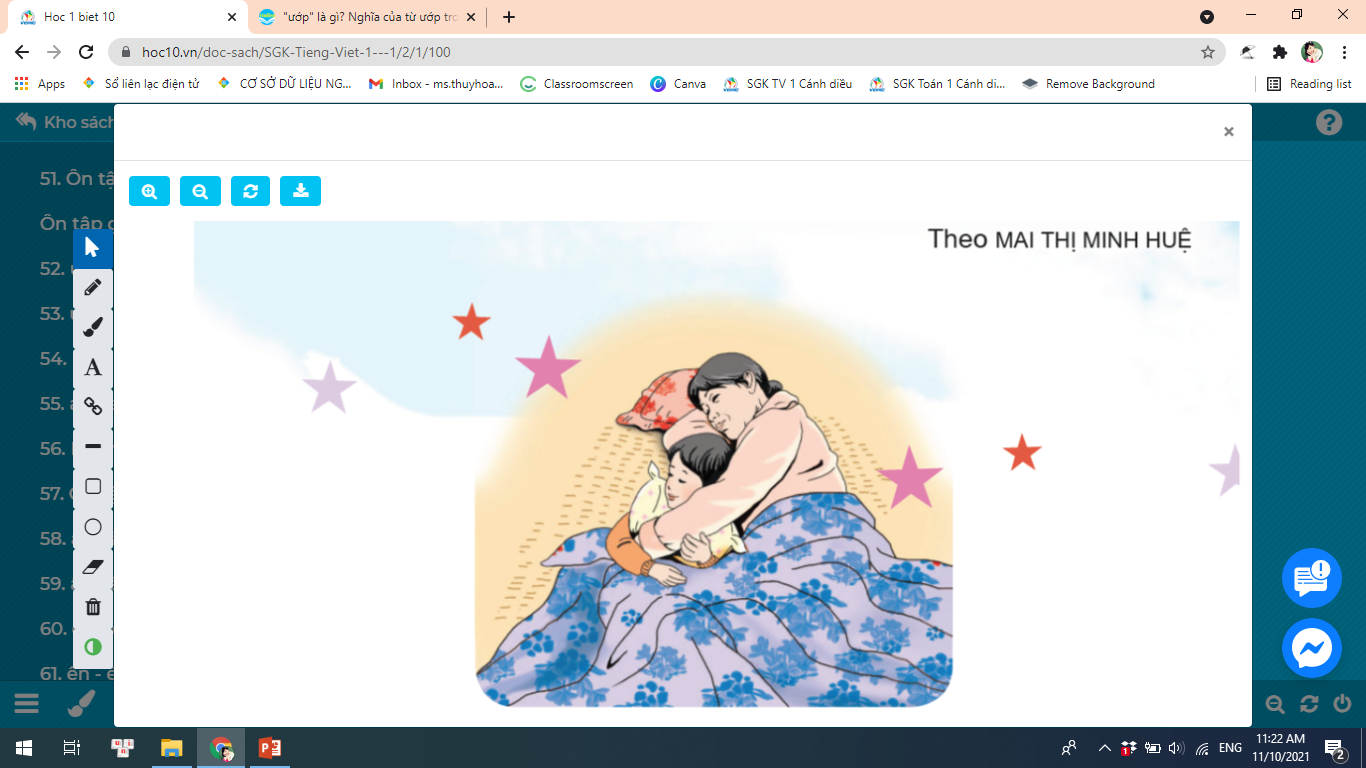 Hoc 1 biet 10
"ướp" là gì? Nghĩa của từ ướp tro
hoc10.vn/doc-sach/SGK-Tieng-Viet-1---1/2/1/100
Apps
Sổ liên lạc điện tử
CƠ SỞ DỮ LIỆU NG...
Inbox - ms.thuyhoa...
Classroomscreen
Canva
SGK TV 1 Cánh diều
SGK Toán 1 Cánh di...
Remove Background
Reading list
Kho sách
51. Ôn tậ
Ôn tập g
52.
53.
54.
55.
56.
57.
58.
59.
60.
61. ên - ê
A
Theo MAI THỊ MINH HUỆ
ENG
11:22 AM
11/10/2021
2